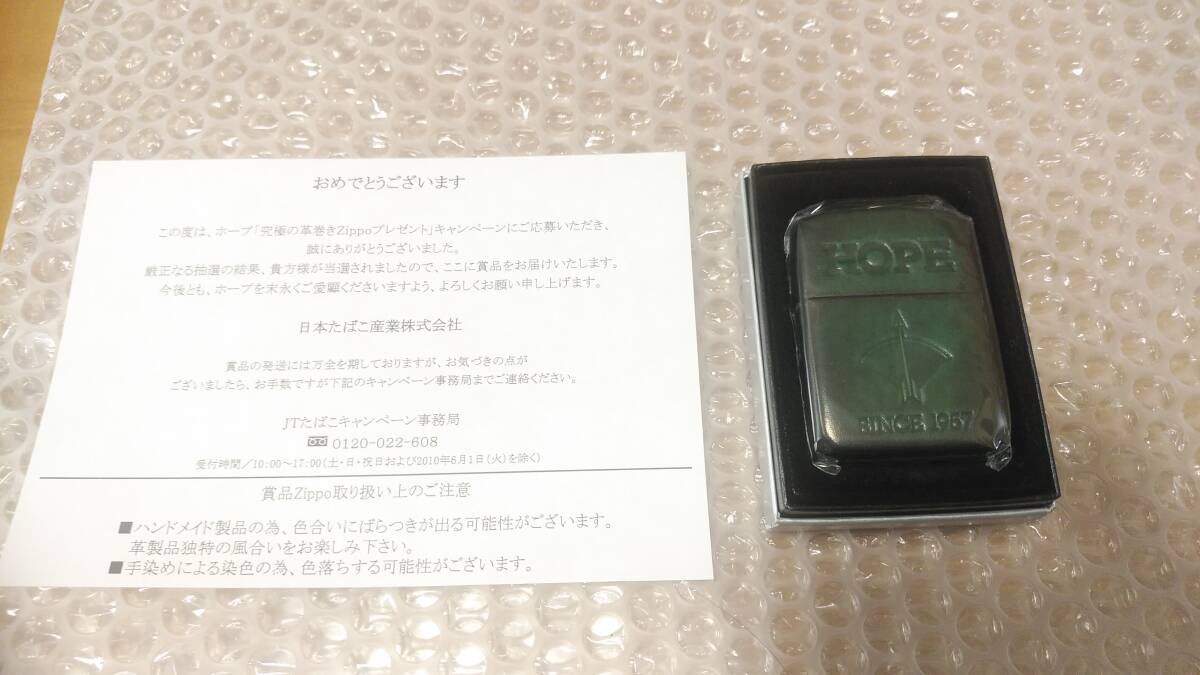 おめでとうございます
この度は、ホープ「究極の革巻きZippoプレゼント」キャンペーンにご応募いただき、
誠にありがとうございました。
厳正なる抽選の結果、貴方様が当選されましたので、ここに賞品をお届けいたします。
今後とも、ホープを末永くご愛顧くださいますよう、よろしくお願い申し上げます。
日本たばこ産業株式会社
賞品の発送には万全を期しておりますが、お気づきの点が
ございましたら、お手数ですが下記のキャンペーン事務局までご連絡ください。
JTたばこキャンペーン事務局
0120-022-608
受付時間/10:00～17:00(土・日・祝日および2010年6月1日(火)を除く)
賞品Zippo取り扱い上のご注意
■ハンドメイド製品の為、色合いにばらつきが出る可能性がございます。
革製品独特の風合いをお楽しみ下さい。
■手染めによる染色の為、色落ちする可能性がございます。
HOPE
SINCE 1957